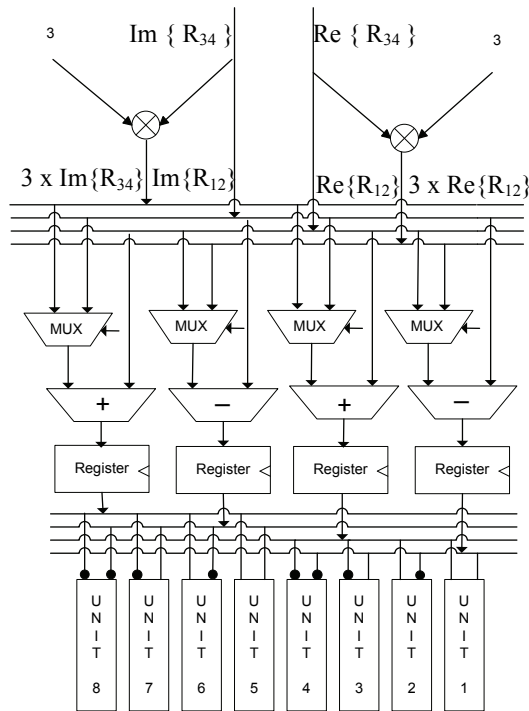 3 Im { R34 } Re { R34 } 3
3 x Im{R34} Im{R12} Re{R12} 3 x Re{R12}
MUX MUX MUX MUX
+ − + −
Register Register Register Register
UNIT 8 UNIT 7 UNIT 6 UNIT 5 UNIT 4 UNIT 3 UNIT 2 UNIT 1